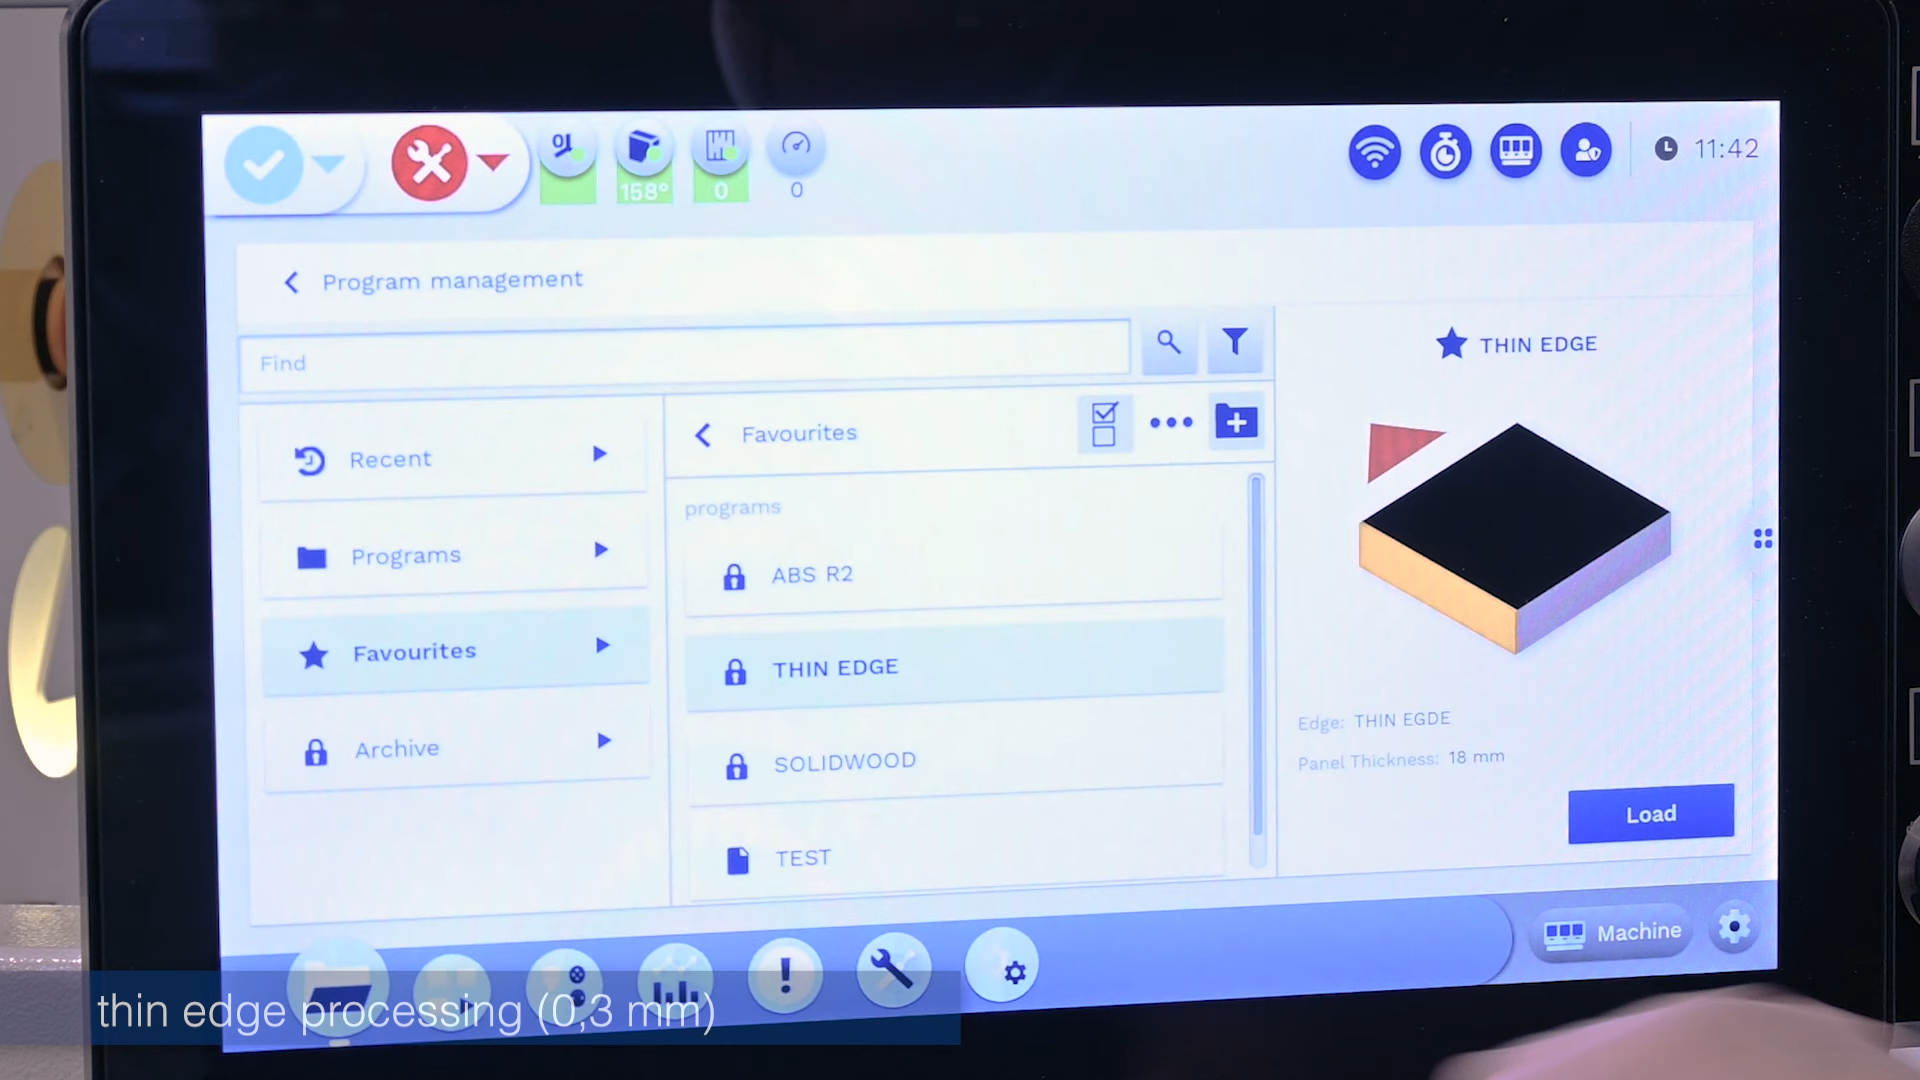 158°
0
0
11:42
Program management
Find
THIN EDGE
Recent
Favourites
programs
Programs
ABS R2
Favourites
THIN EDGE
Archive
SOLIDWOOD
TEST
Edge: THIN EGDE
Panel Thickness: 18 mm
Load
Machine
thin edge processing (0,3 mm)